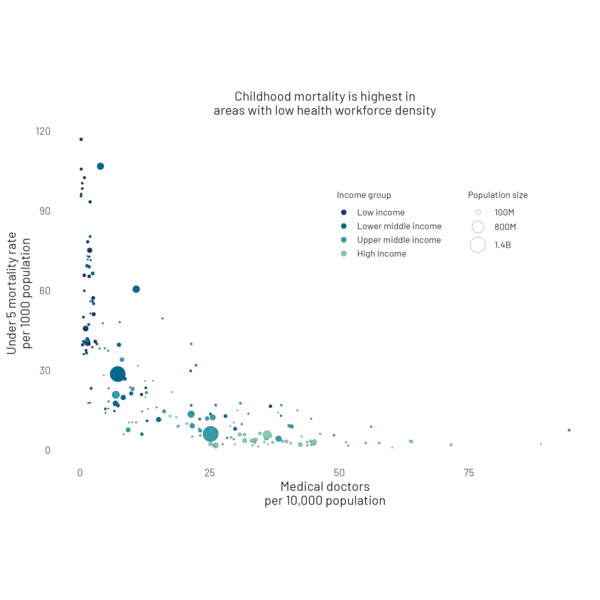 Childhood mortality is highest in
areas with low health workforce density
120
90
60
30
0
Under 5 mortality rate
per 1000 population
Income group
Low income
Lower middle income
Upper middle income
High income
Population size
100M
800M
1.4B
0
25
50
75
Medical doctors
per 10,000 population